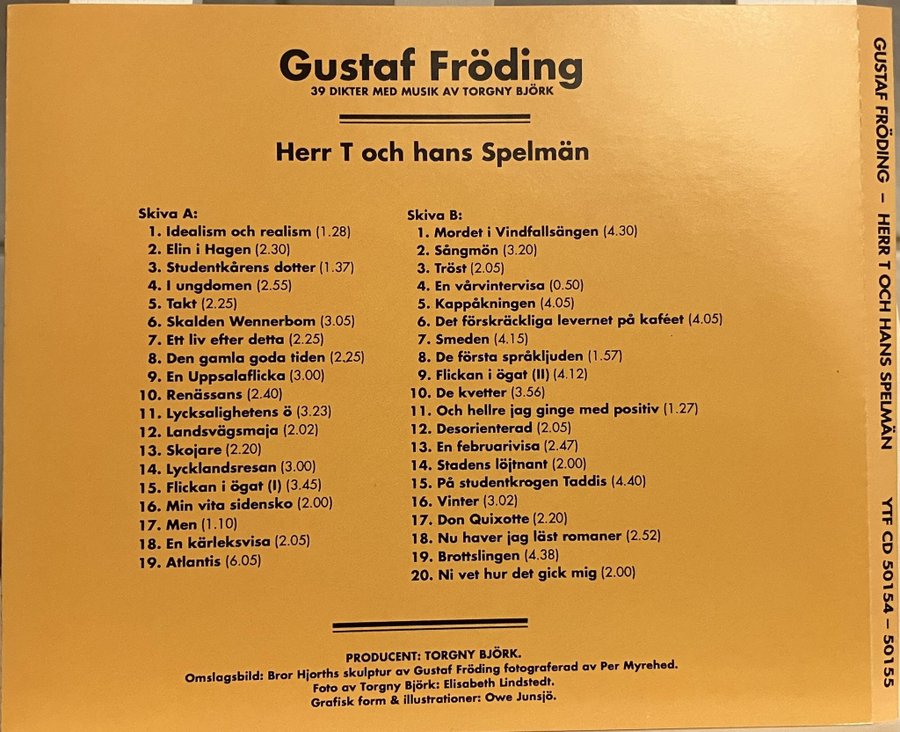 Gustaf Fröding
39 DIKTER MED MUSIK AV TORGNY BJÖRK
Herr T och hans Spelmän
Skiva A:
1. Idealism och realism (1.28)
2. Elin i Hagen (2.30)
3. Studentkårens dotter (1.37)
4. I ungdomen (2.55)
5. Takt (2.25)
6. Skalden Wennerbom (3.05)
7. Ett liv efter detta (2.25)
8. Den gamla goda tiden (2.25)
9. En Uppsalaflicka (3.00)
10. Renässans (2.40)
11. Lycksalighetens ö (3.23)
12. Landsvägsmaja (2.02)
13. Skojare (2.20)
14. Lycklandsresan (3.00)
15. Flickan i ögat (I) (3.45)
16. Min vita sidensko (2.00)
17. Men (1.10)
18. En kärleksvisa (2.05)
19. Atlantis (6.05)
Skiva B:
1. Mordet i Vindfallsängen (4.30)
2. Sångmön (3.20)
3. Tröst (2.05)
4. En vårvintervisa (0.50)
5. Kappåkningen (4.05)
6. Det förskräckliga levernet på kaféet (4.05)
7. Smeden (4.15)
8. De första språkljuden (1.57)
9. Flickan i ögat (II) (4.12)
10. De kvetter (3.56)
11. Och hellre jag ginge med positiv (1.27)
12. Desorienterad (2.05)
13. En februarivisa (2.47)
14. Stadens löjtnant (2.00)
15. På studentkrogen Taddis (4.40)
16. Vinter (3.02)
17. Don Quixotte (2.20)
18. Nu haver jag läst romaner (2.52)
19. Brottslingen (4.38)
20. Ni vet hur det gick mig (2.00)
PRODUCENT: TORGNY BJÖRK.
Omslagsbild: Bror Hjorths skulptur av Gustaf Fröding fotograferad av Per Myrehed.
Foto av Torgny Björk: Elisabeth Lindstedt.
Grafisk form & illustrationer: Owe Junsjö.
GUSTAF FRÖDING – HERR T OCH HANS SPELMÄN YTF CD 50154 – 50155